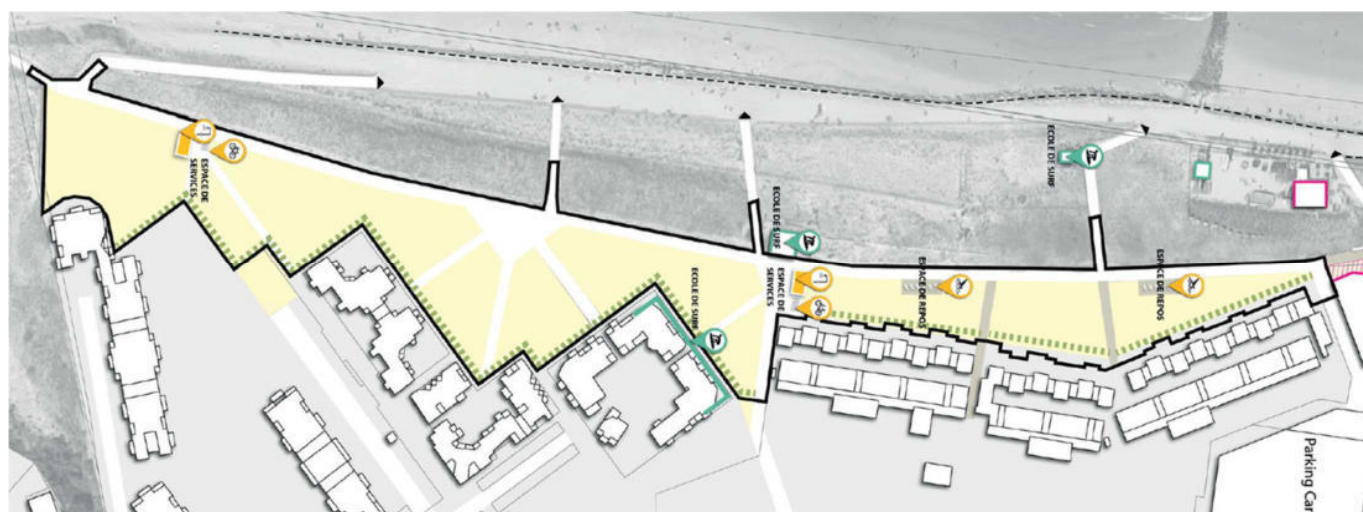 ESPACE DE
SERVICES
ECOLE DE SURF
ECOLE DE SURF
ESPACE DE
SERVICES
ESPACE DE REPOS
ECOLE DE SURF
ESPACE DE REPOS
Parking Car